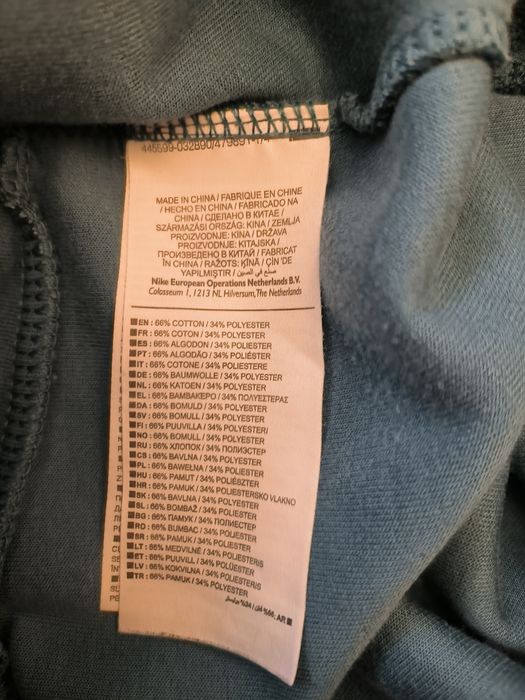 MADE IN CHINA / FABRIQUE EN CHINE
/ HECHO EN CHINA / FABRICADO NA
CHINA / СДЕЛАНО В КИТАЕ /
SZÁRMAZÁSI ORSZÁG: KÍNA / ZEMLJA
PROIZVODNJE: KINA / DRŽAVA
PROIZVODNJE: KITAJSKA /
ПРОИЗВЕДЕНО В КИТАЙ / FABRICAT
ÎN CHINA / RAŽOTS: ĶĪNĀ / ÇİN 'DE
YAPILMIŞTIR / صنع في الصين
Nike European Operations Netherlands B.V.
Colosseum 1, 1213 NL Hilversum, The Netherlands
EN : 66% COTTON / 34% POLYESTER
FR : 66% COTON / 34% POLYESTER
ES : 66% ALGODON / 34% POLIESTER
PT : 66% ALGODÃO / 34% POLIÉSTER
IT : 66% COTONE / 34% POLIESTERE
DE : 66% BAUMWOLLE / 34% POLYESTER
NL : 66% KATOEN / 34% POLYESTER
EL : 66% ΒΑΜΒΑΚΕΡΟ / 34% ΠΟΛΥΕΣΤΕΡΑΣ
DA : 66% BOMULD / 34% POLYESTER
SV : 66% BOMULL / 34% POLYESTER
FI : 66% PUUVILLA / 34% POLYESTERI
NO : 66% BOMULL / 34% POLYESTER
RU : 66% ХЛОПОК / 34% ПОЛИЭСТЕР
CS : 66% BAVLNA / 34% POLYESTER
PL : 66% BAWEŁNA / 34% POLYESTER
HU : 66% PAMUT / 34% POLIÉSZTER
HR : 66% PAMUK / 34% POLIESTERSKO VLAKNO
SK : 66% BAVLNA / 34% POLYESTER
SL : 66% BOMBAŽ / 34% POLIESTER
BG : 66% ПАМУК / 34% ПОЛИЕСТЕР
RO : 66% BUMBAC / 34% POLIESTER
SR : 66% PAMUK / 34% POLIESTER
LT : 66% MEDVILNĖ / 34% POLIESTERIS
ET : 66% PUUVILL / 34% POLÜESTER
LV : 66% KOKVILNA / 34% POLIESTERIS
TR : 66% PAMUK / 34% POLYESTER
AR: 66% قطن / 34% بوليستر